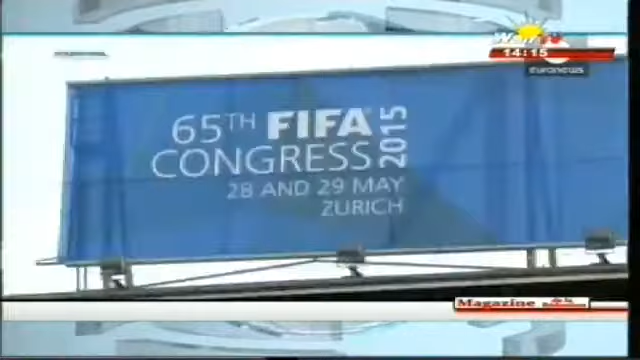 14:15
euronews
65TH FIFA
CONGRESS 2015
28 AND 29 MAY
ZURICH
Magazine